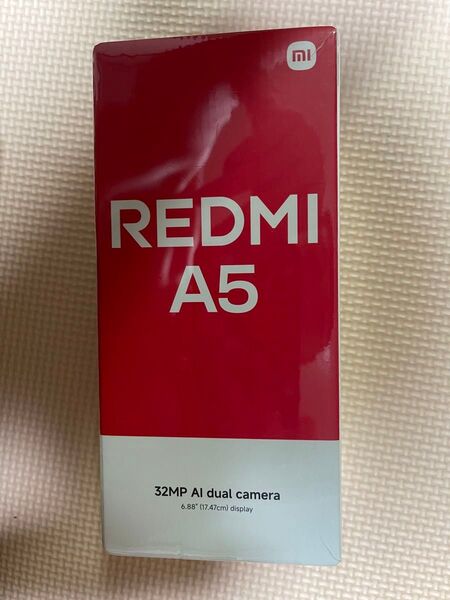 mi
REDMI
A5
32MP AI dual camera
6.88" (17.47cm) display